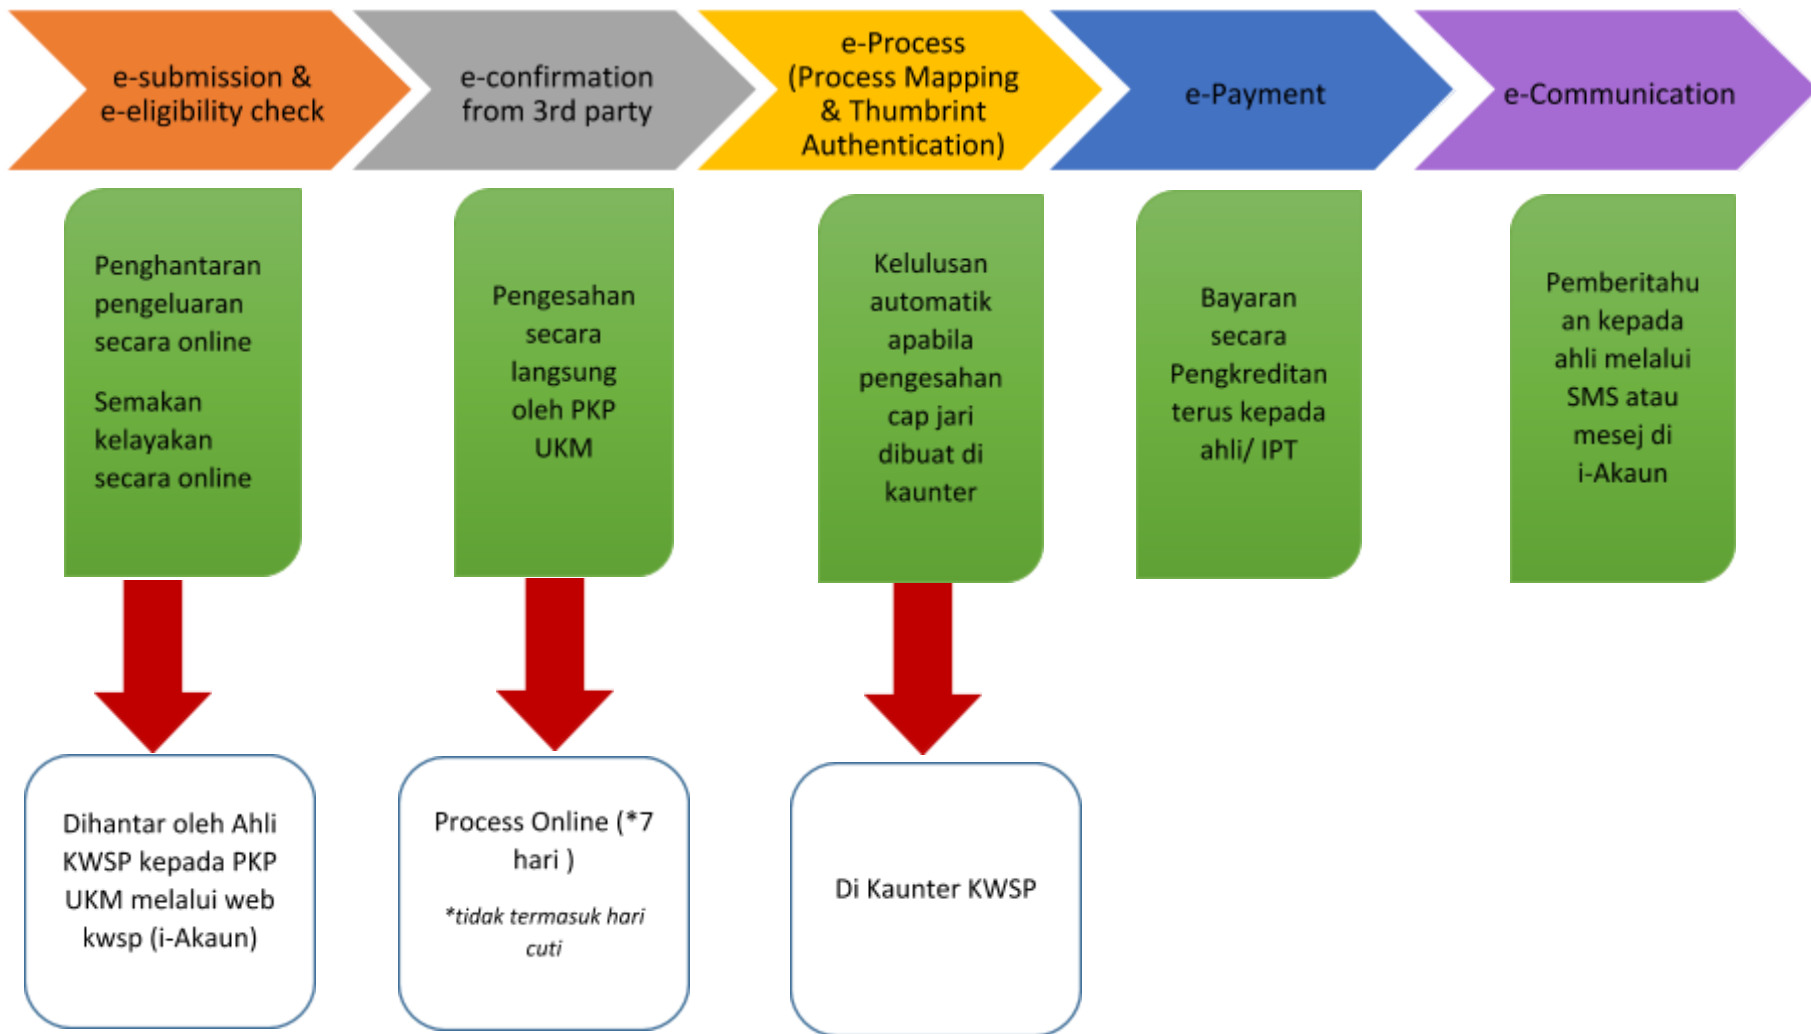 e-submission &
e-eligibility check
e-confirmation
from 3rd party
e-Process
(Process Mapping
& Thumbrint
Authentication)
e-Payment
e-Communication
Penghantaran
pengeluaran
secara online
Semakan
kelayakan
secara online
Pengesahan
secara
langsung
oleh PKP
UKM
Kelulusan
automatik
apabila
pengesahan
cap jari
dibuat di
kaunter
Bayaran
secara
Pengkreditan
terus kepada
ahli/ IPT
Pemberitahu
an kepada
ahli melalui
SMS atau
mesej di
i-Akaun
Dihantar oleh Ahli
KWSP kepada PKP
UKM melalui web
kwsp (i-Akaun)
Process Online (*7
hari )
*tidak termasuk hari
cuti
Di Kaunter KWSP